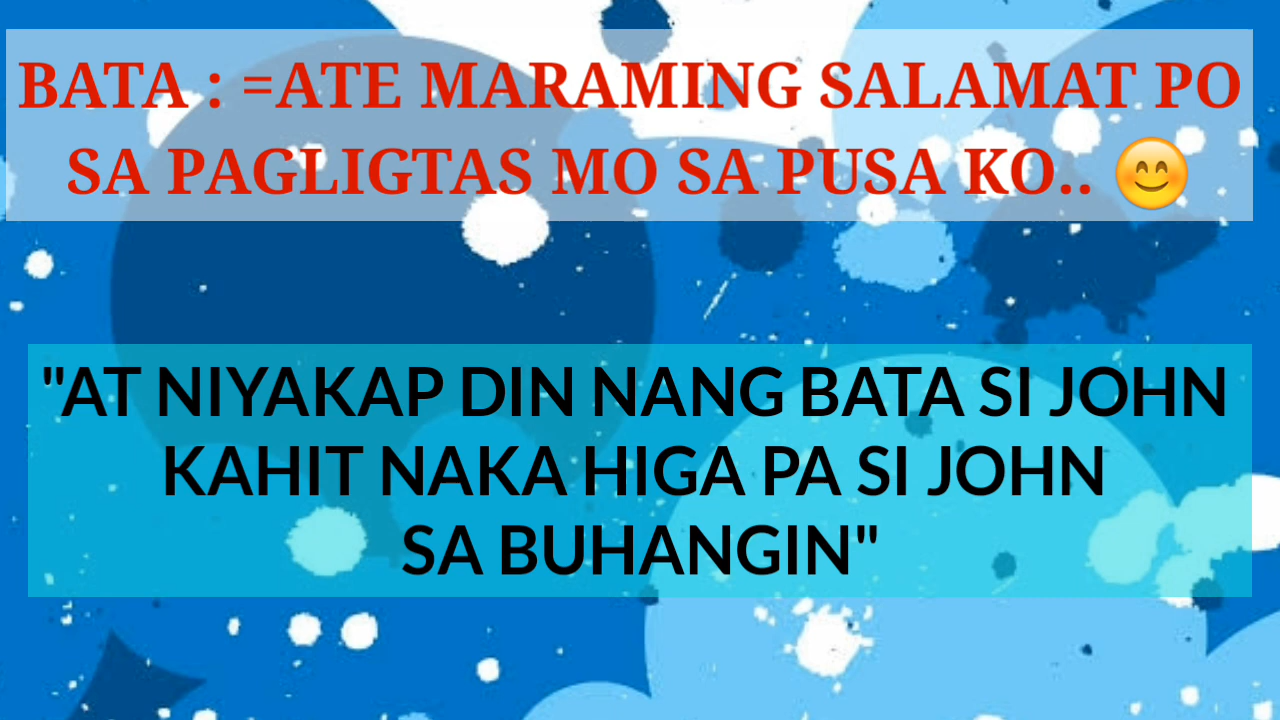 BATA : =ATE MARAMING SALAMAT PO
SA PAGLIGTAS MO SA PUSA KO.. 😊
"AT NIYAKAP DIN NANG BATA SI JOHN
KAHIT NAKA HIGA PA SI JOHN
SA BUHANGIN"